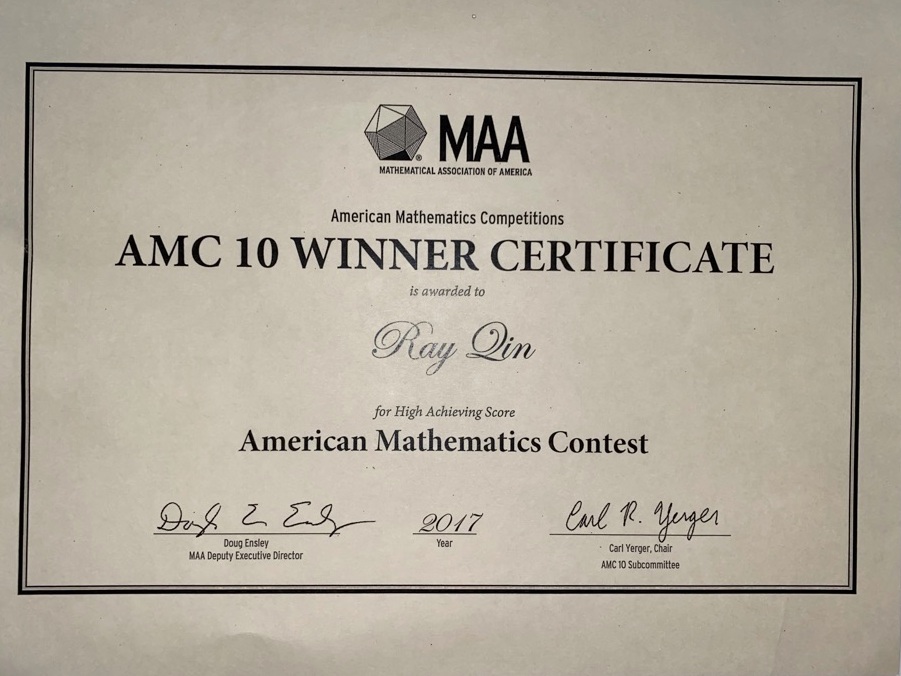 MAA
MATHEMATICAL ASSOCIATION OF AMERICA
American Mathematics Competitions
AMC 10 WINNER CERTIFICATE
is awarded to
Ray Qin
for High Achieving Score
American Mathematics Contest
2017
Carl R. Yerger
Doug Ensley
Year
Carl Yerger, Chair
MAA Deputy Executive Director
AMC 10 Subcommittee